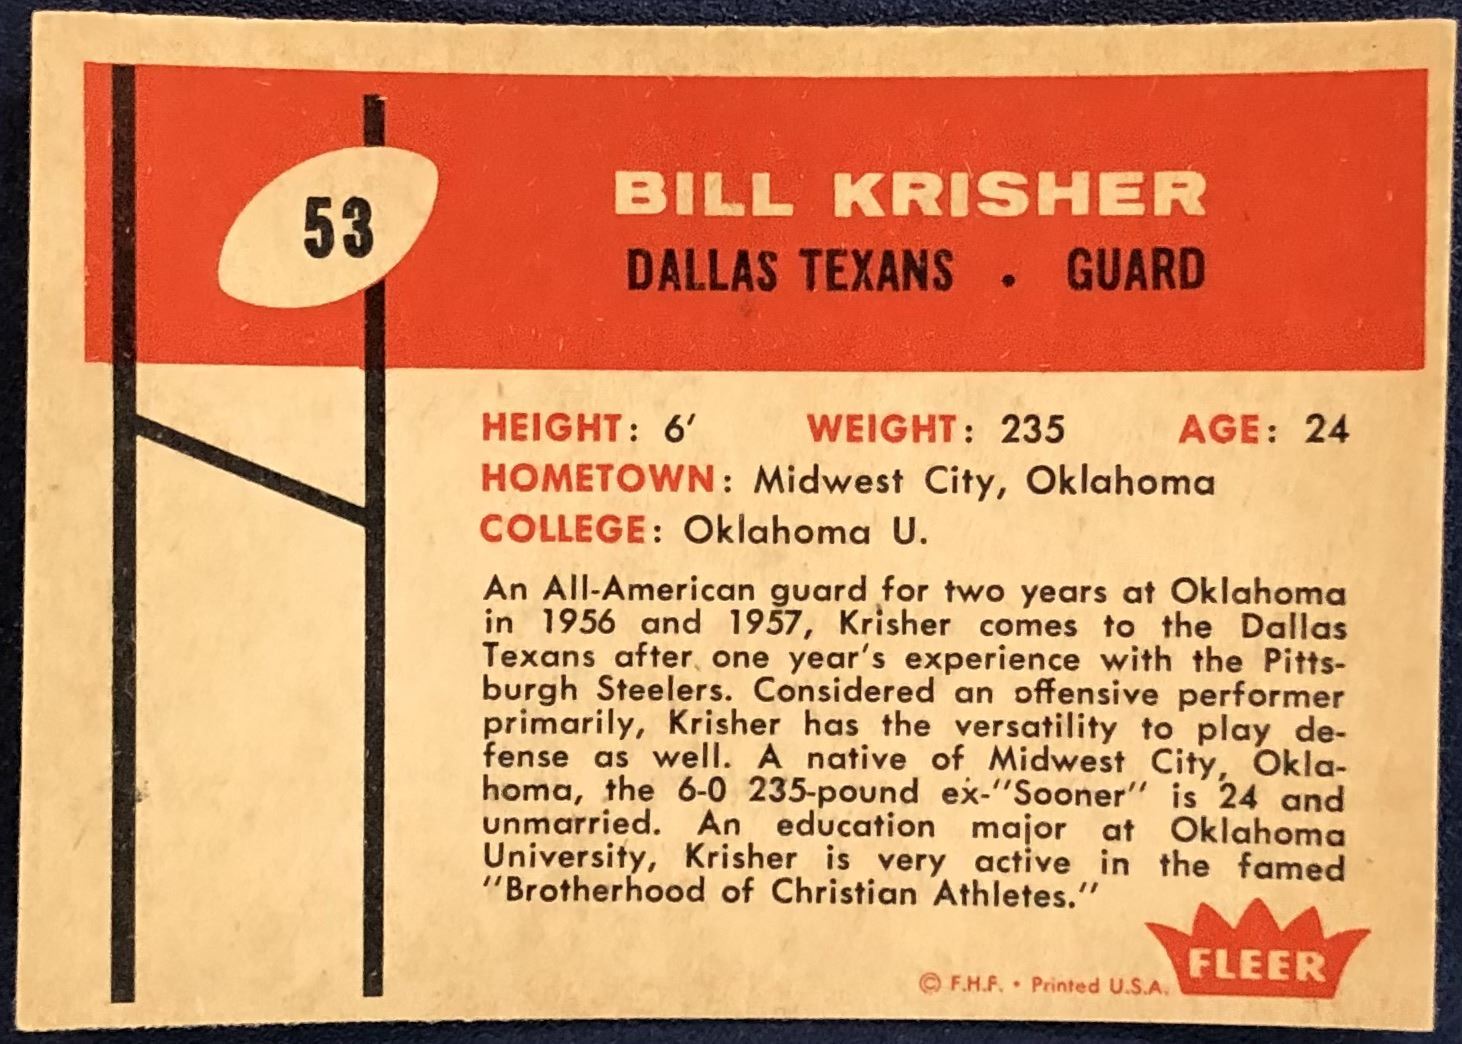 53
BILL KRISHER
DALLAS TEXANS • GUARD
HEIGHT: 6' WEIGHT: 235 AGE: 24
HOMETOWN: Midwest City, Oklahoma
COLLEGE: Oklahoma U.
An All-American guard for two years at Oklahoma
in 1956 and 1957, Krisher comes to the Dallas
Texans after one year's experience with the Pitts-
burgh Steelers. Considered an offensive performer
primarily, Krisher has the versatility to play de-
fense as well. A native of Midwest City, Okla-
homa, the 6-0 235-pound ex-"Sooner" is 24 and
unmarried. An education major at Oklahoma
University, Krisher is very active in the famed
"Brotherhood of Christian Athletes."
FLEER
© F.H.F. • Printed U.S.A.